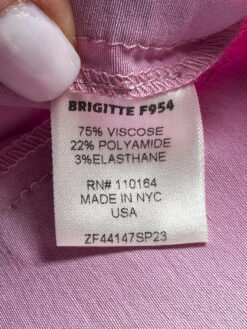 BRIGITTE F954
75% VISCOSE
22% POLYAMIDE
3%ELASTHANE
RN# 110164
MADE IN NYC
USA
ZF44147SP23